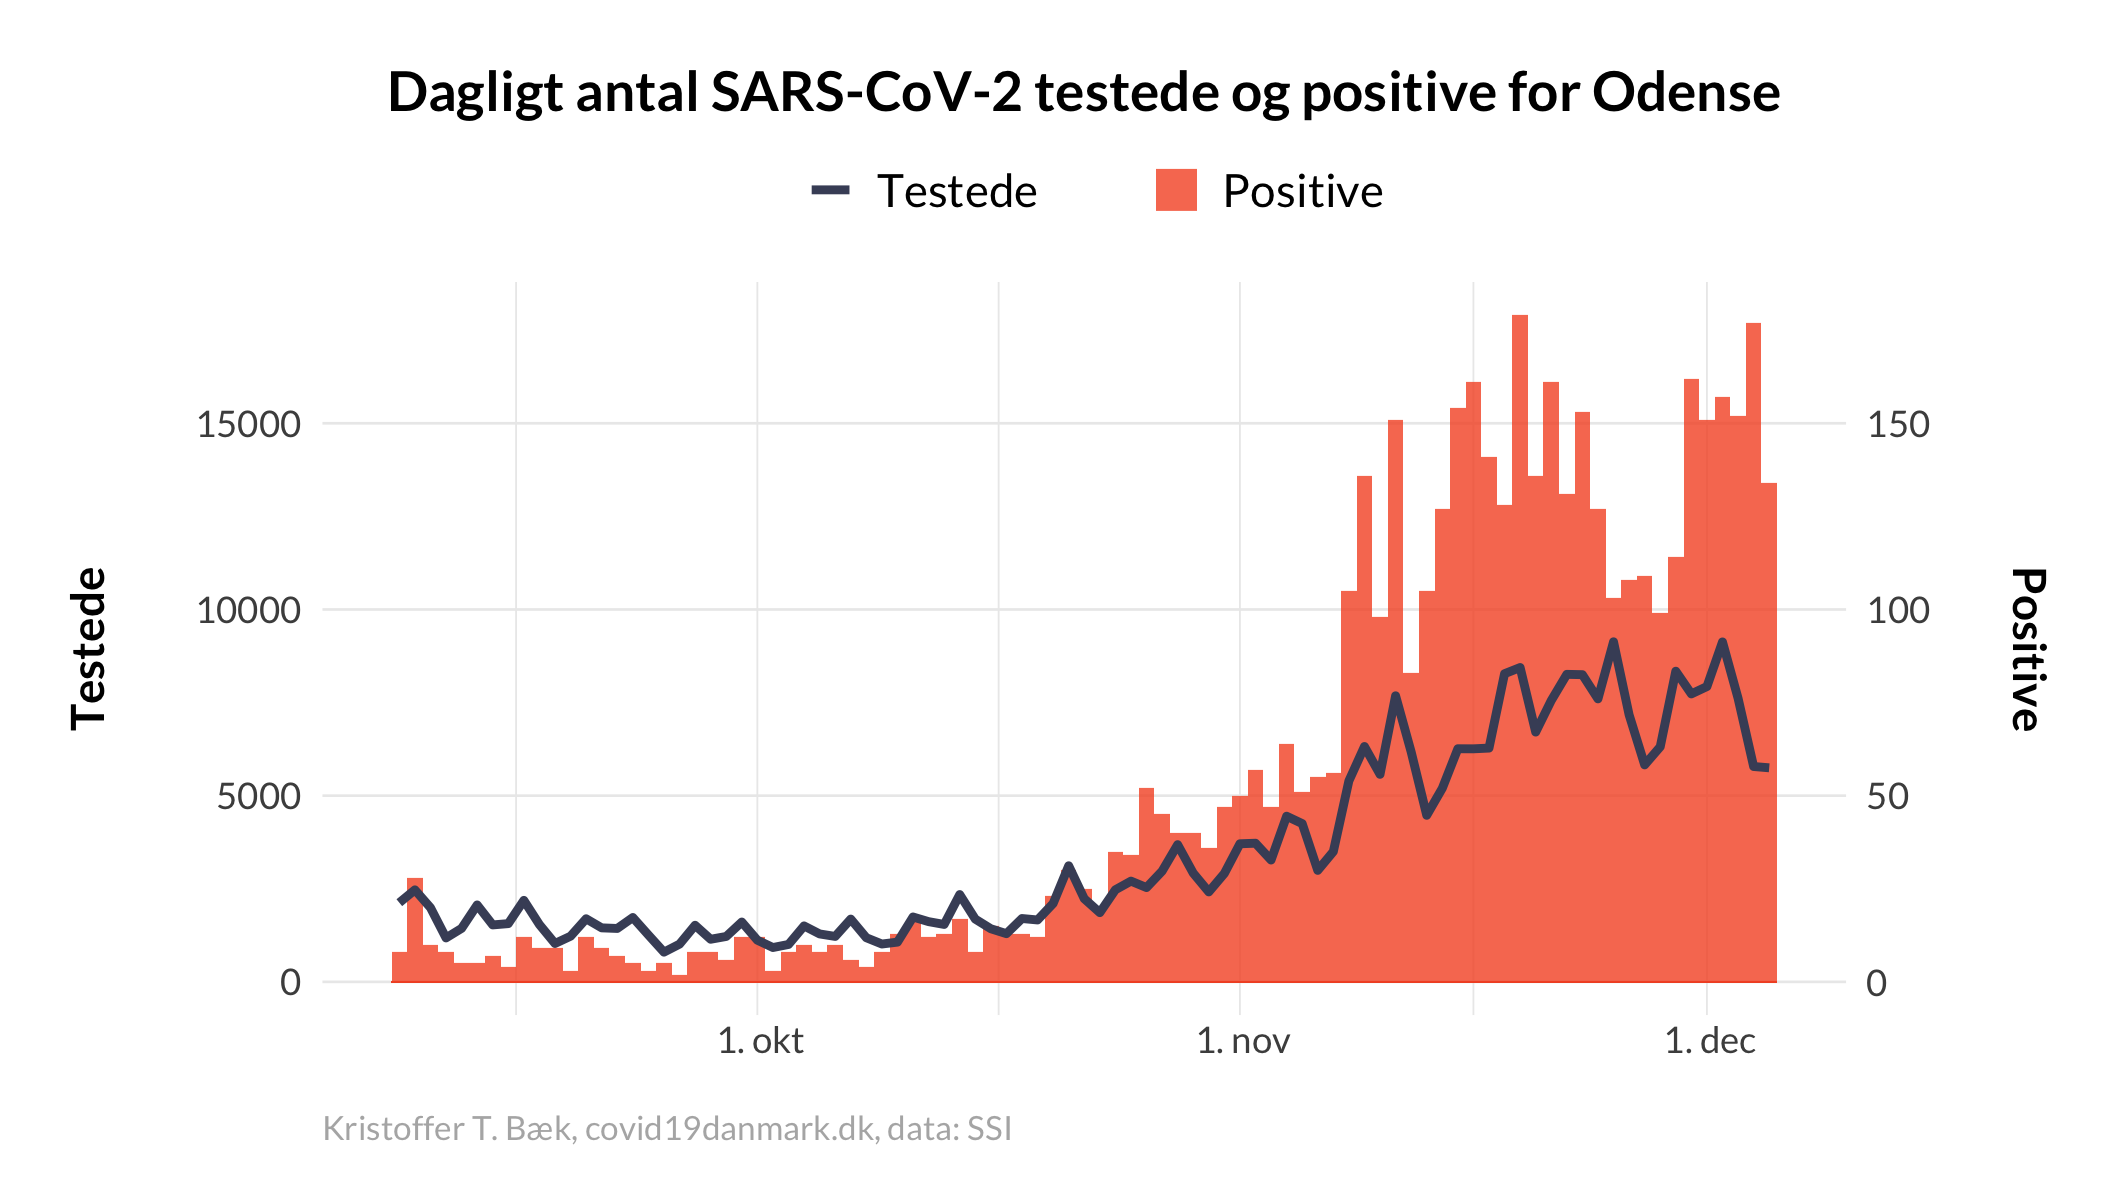 Dagligt antal SARS-CoV-2 testede og positive for Odense
Testede
Positive
15000
10000
5000
0
Testede
150
100
50
0
Positive
1. okt
1. nov
1. dec
Kristoffer T. Bæk, covid19danmark.dk, data: SSI